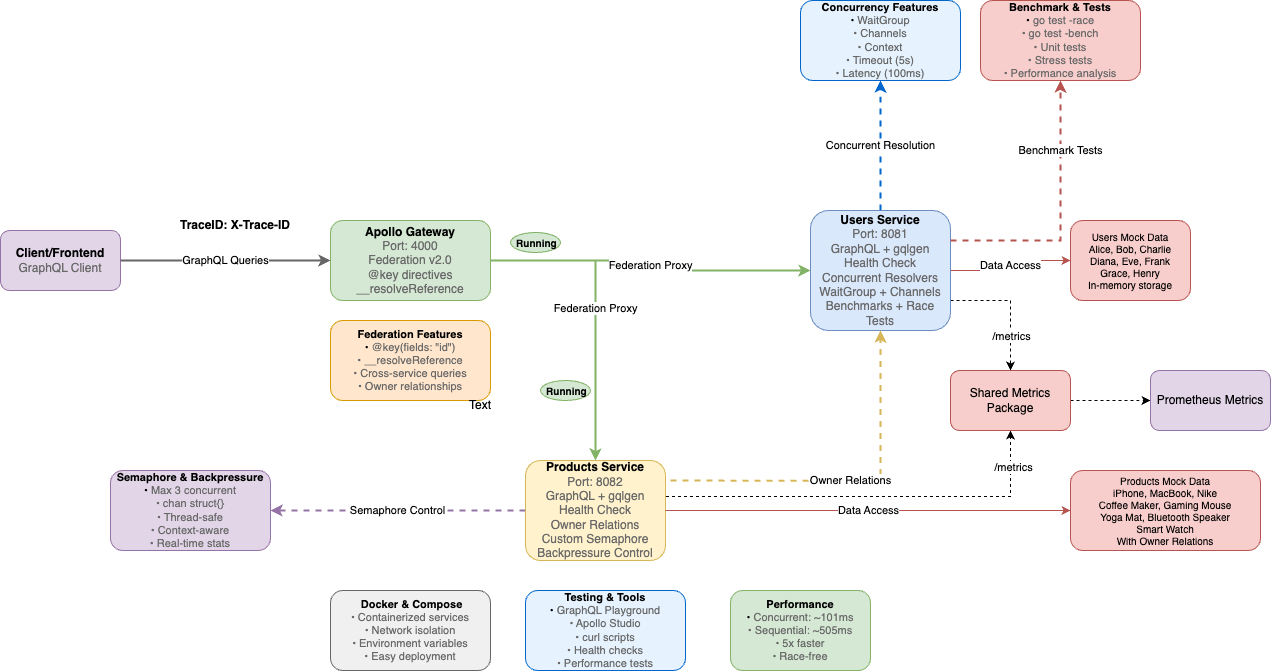 Concurrency Features
• WaitGroup
• Channels
• Context
• Timeout (5s)
• Latency (100ms)
Benchmark & Tests
• go test -race
• go test -bench
• Unit tests
• Stress tests
• Performance analysis
Concurrent Resolution
Benchmark Tests
TraceID: X-Trace-ID
Client/Frontend
GraphQL Client
GraphQL Queries
Apollo Gateway
Port: 4000
Federation v2.0
@key directives
__resolveReference
Running
Federation Proxy
Federation Proxy
Users Service
Port: 8081
GraphQL + gqlgen
Health Check
Concurrent Resolvers
WaitGroup + Channels
Benchmarks + Race
Tests
Data Access
Users Mock Data
Alice, Bob, Charlie
Diana, Eve, Frank
Grace, Henry
In-memory storage
Federation Features
• @key(fields: "id")
• __resolveReference
• Cross-service queries
• Owner relationships
Text
Running
/metrics
Shared Metrics
Package
Prometheus Metrics
/metrics
Semaphore & Backpressure
• Max 3 concurrent
• chan struct{}
• Thread-safe
• Context-aware
• Real-time stats
Semaphore Control
Products Service
Port: 8082
GraphQL + gqlgen
Health Check
Owner Relations
Custom Semaphore
Backpressure Control
Owner Relations
Data Access
Products Mock Data
iPhone, MacBook, Nike
Coffee Maker, Gaming Mouse
Yoga Mat, Bluetooth Speaker
Smart Watch
With Owner Relations
Docker & Compose
• Containerized services
• Network isolation
• Environment variables
• Easy deployment
Testing & Tools
• GraphQL Playground
• Apollo Studio
• curl scripts
• Health checks
• Performance tests
Performance
• Concurrent: ~101ms
• Sequential: ~505ms
• 5x faster
• Race-free